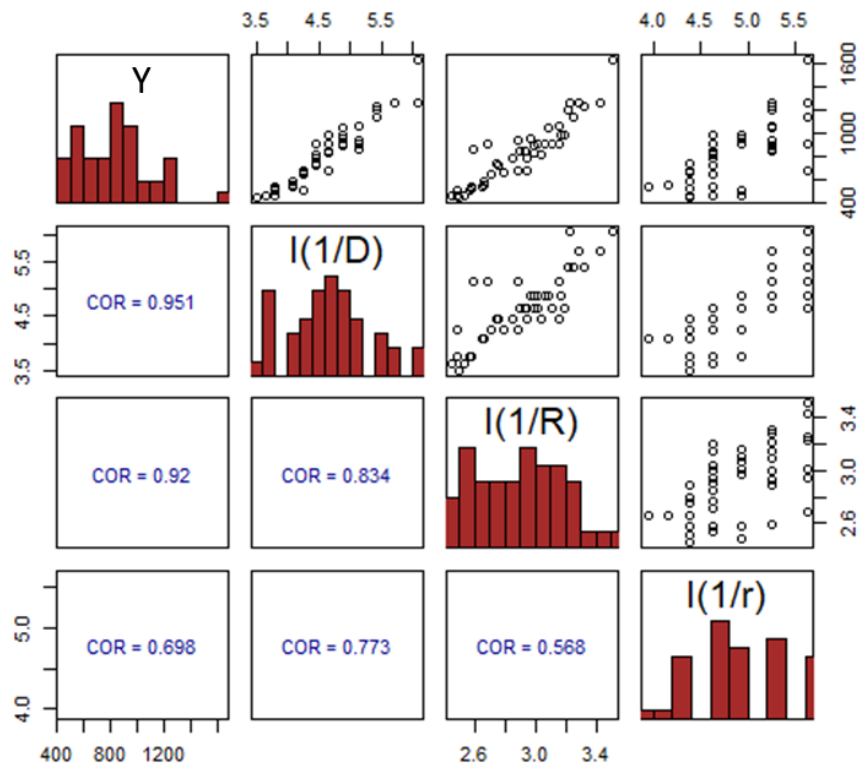 3.5 4.5 5.5 4.0 4.5 5.0 5.5
Y
400 1000 1600
COR = 0.951
I(1/D)
3.5 4.5 5.5
COR = 0.92
COR = 0.834
I(1/R)
2.6 3.0 3.4
COR = 0.698
COR = 0.773
COR = 0.568
I(1/r)
4.0 5.0
400 800 1200 2.6 3.0 3.4